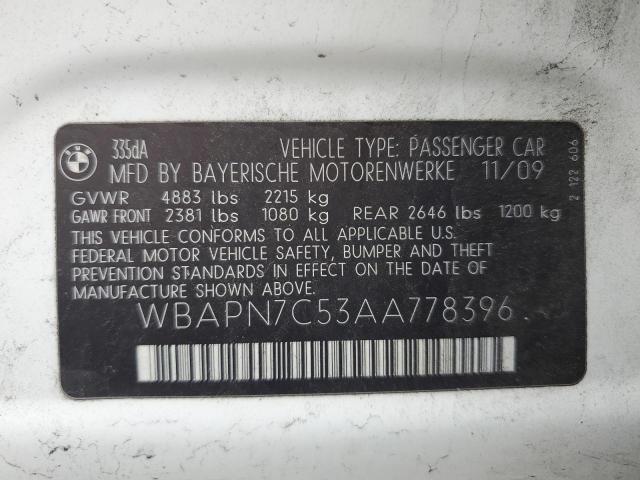 BMW
335dA VEHICLE TYPE: PASSENGER CAR
MFD BY BAYERISCHE MOTORENWERKE 11/09
GVWR 4883 lbs 2215 kg
GAWR FRONT 2381 lbs 1080 kg REAR 2646 lbs 1200 kg
THIS VEHICLE CONFORMS TO ALL APPLICABLE U.S.
FEDERAL MOTOR VEHICLE SAFETY, BUMPER AND THEFT
PREVENTION STANDARDS IN EFFECT ON THE DATE OF
MANUFACTURE SHOWN ABOVE.
WBAPN7C53AA778396
2 122 606